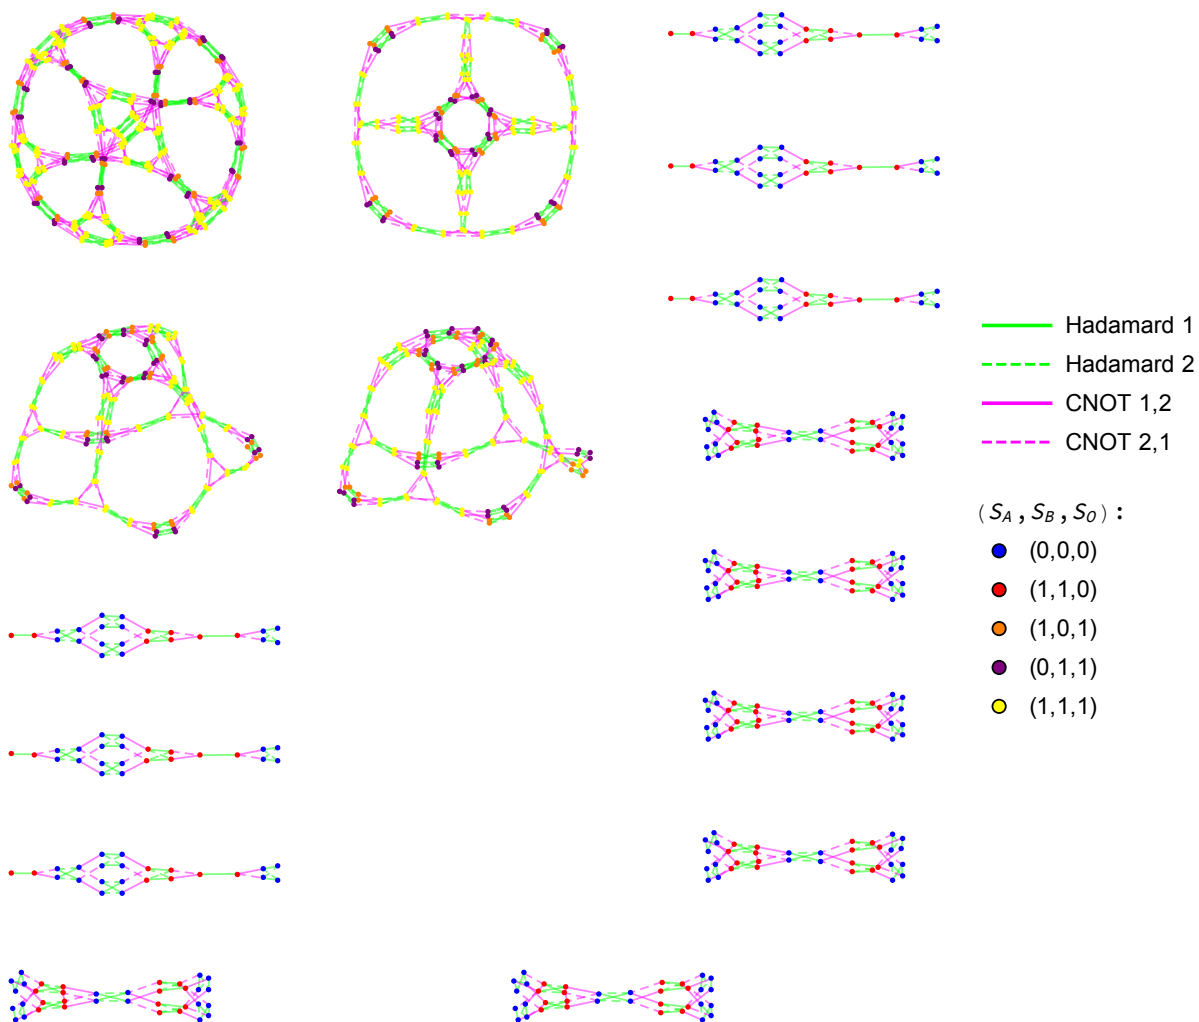 Hadamard 1
Hadamard 2
CNOT 1,2
CNOT 2,1
(S_A, S_B, S_O):
(0,0,0)
(1,1,0)
(1,0,1)
(0,1,1)
(1,1,1)